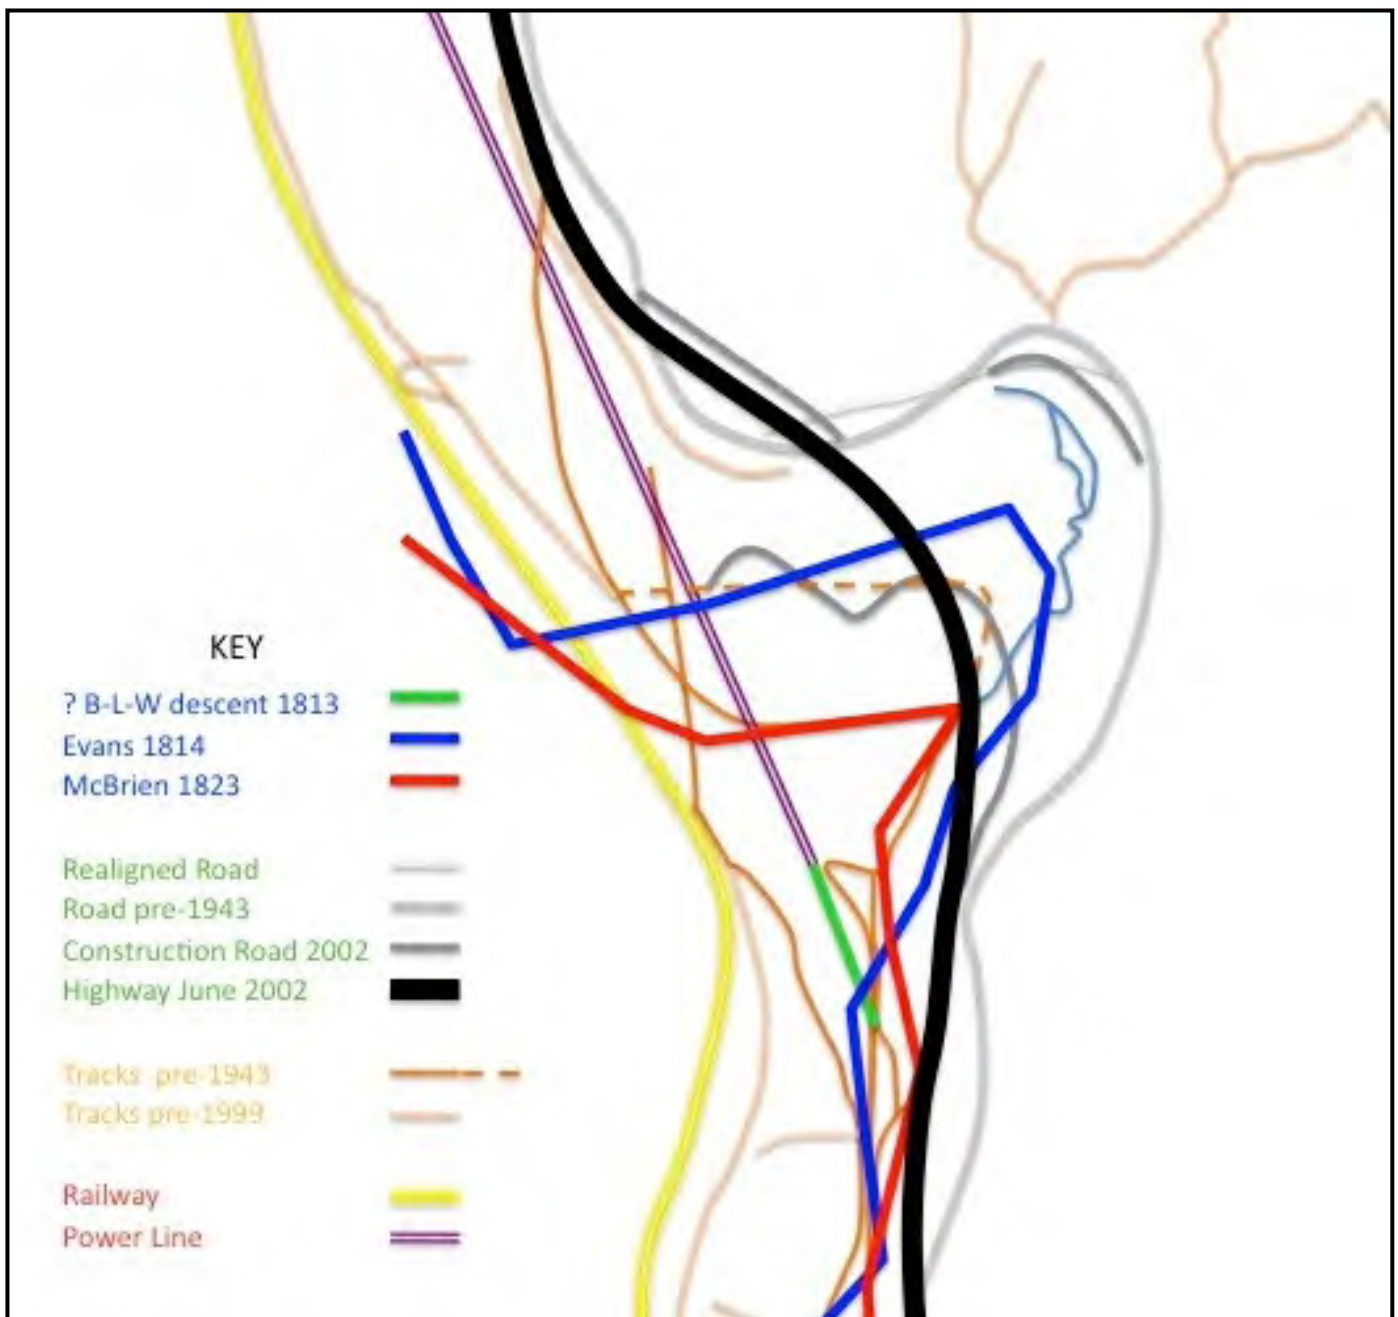 KEY
? B-L-W descent 1813
Evans 1814
McBrien 1823
Realigned Road
Road pre-1943
Construction Road 2002
Highway June 2002
Tracks pre-1943
Tracks pre-1999
Railway
Power Line